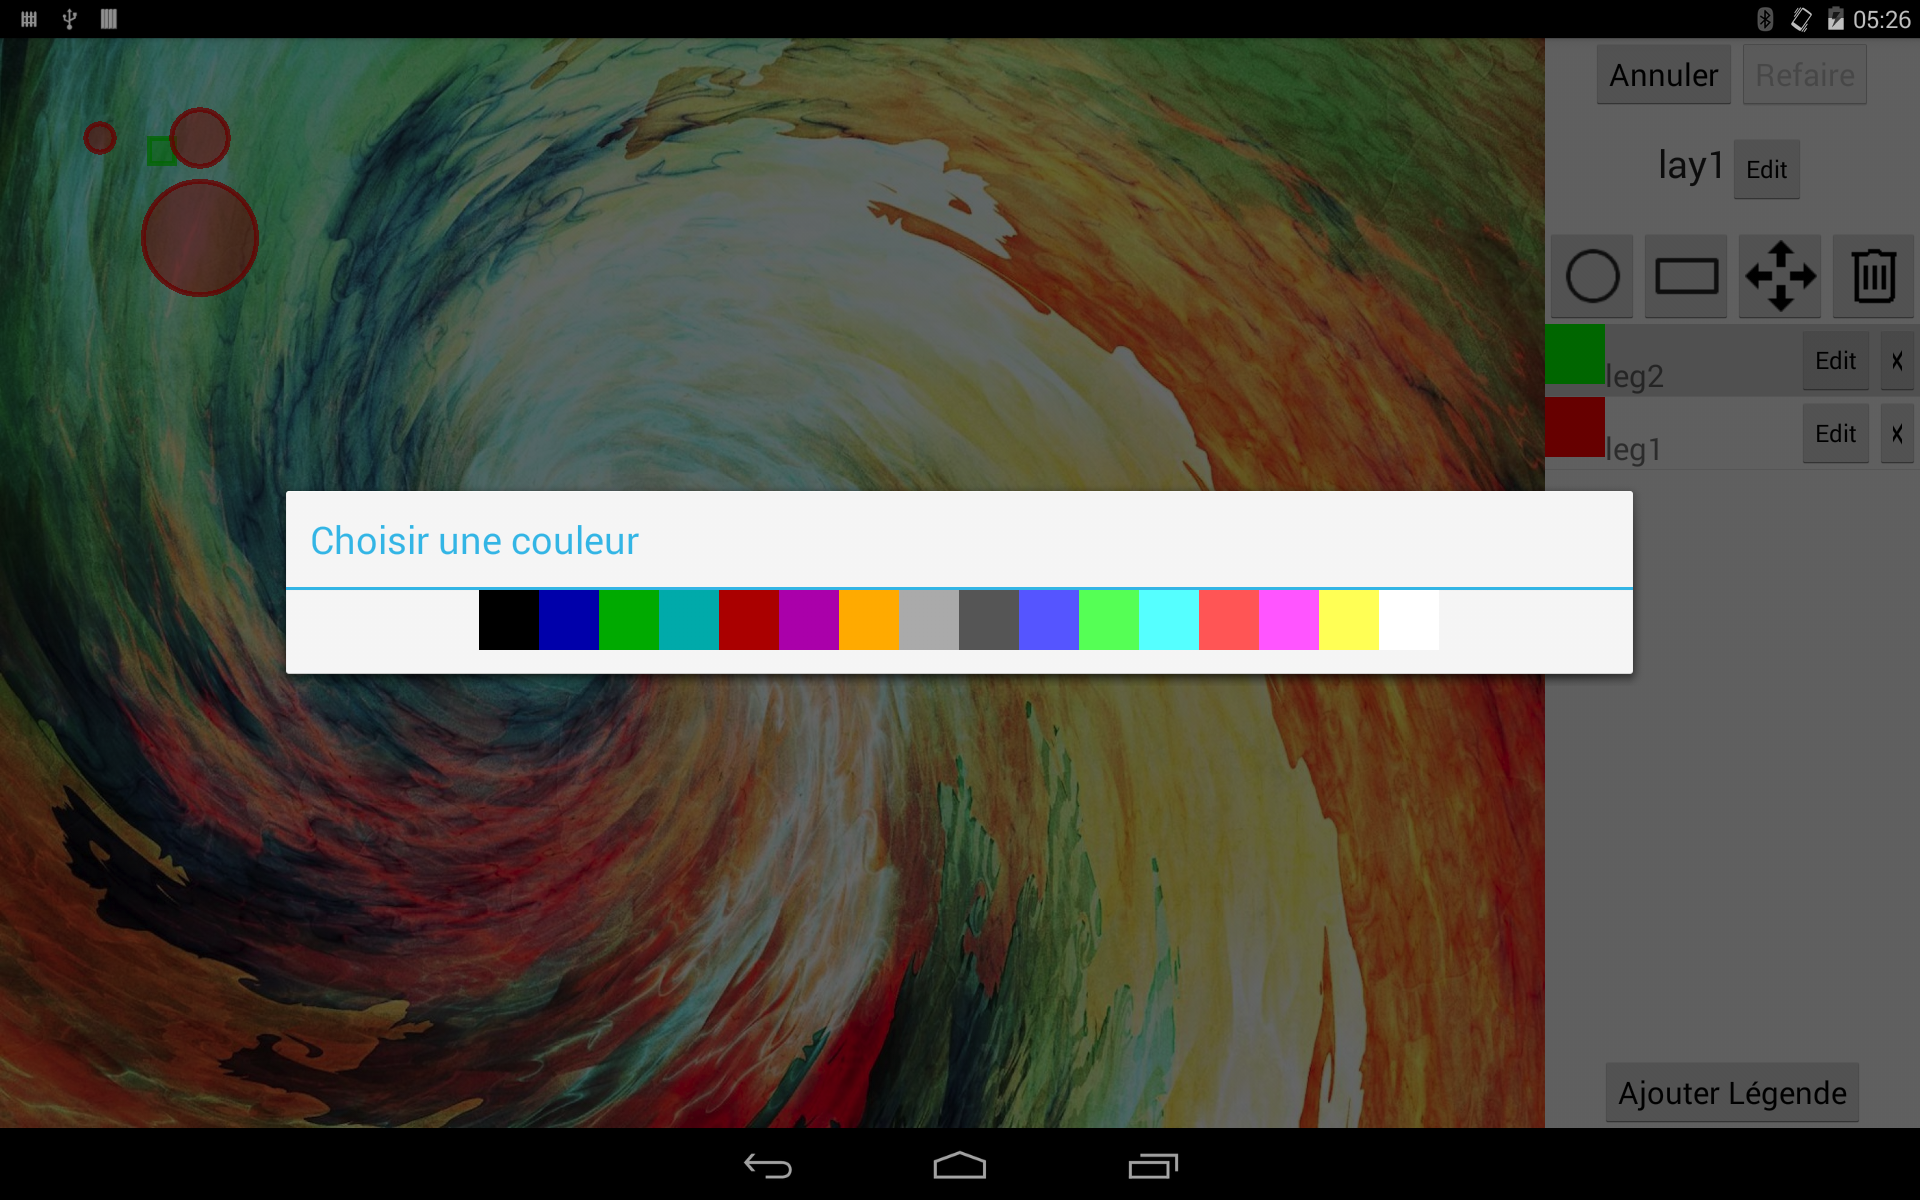 05:26
Annuler Refaire
lay1 Edit
leg2 Edit X
leg1 Edit X
Choisir une couleur
Ajouter Légende